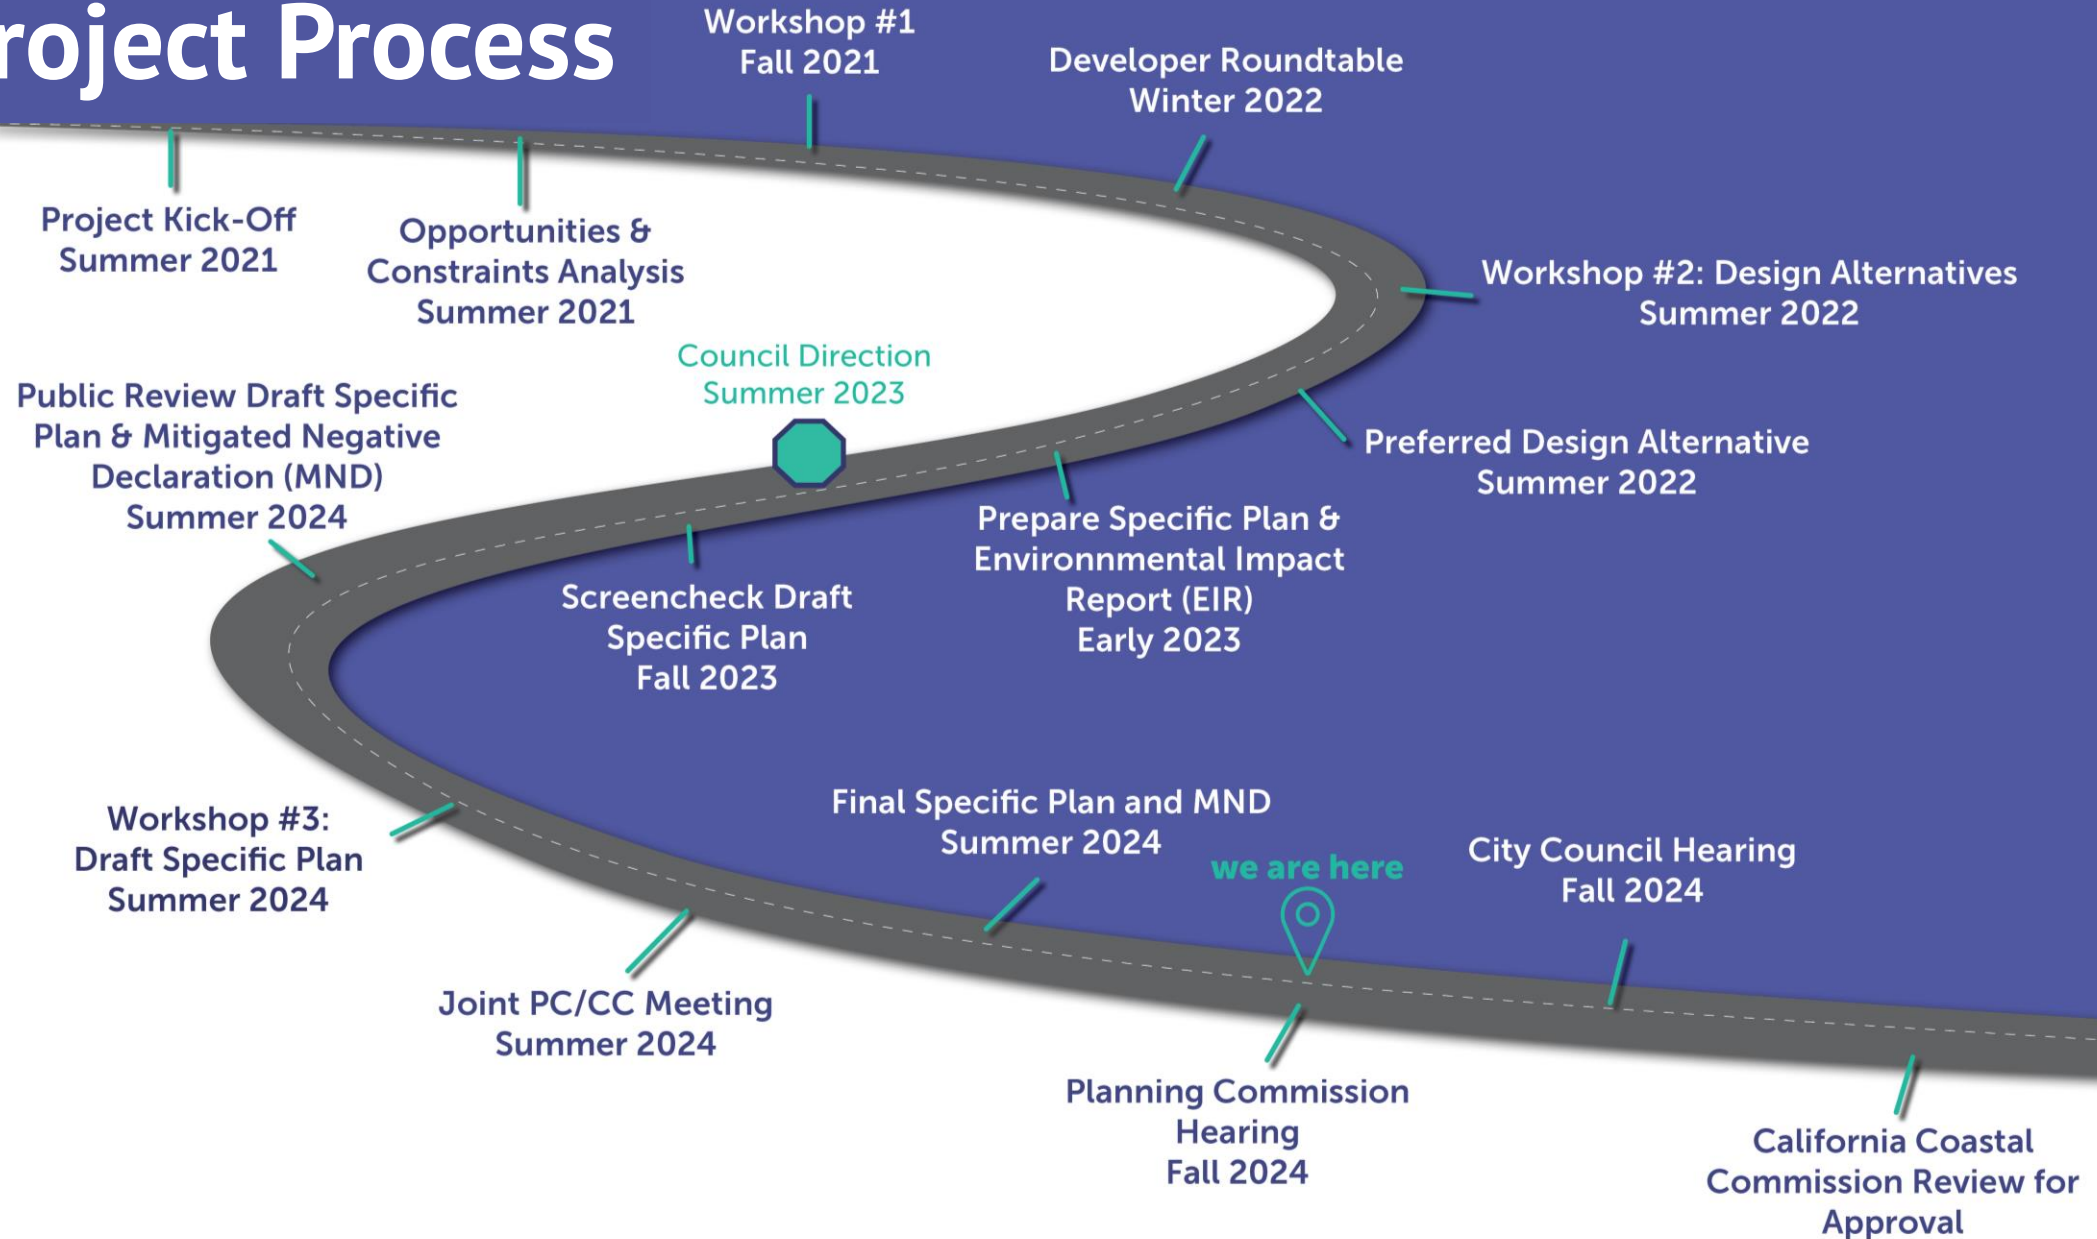 roject Process
Workshop #1
Fall 2021
Developer Roundtable
Winter 2022
Project Kick-Off
Summer 2021
Opportunities &
Constraints Analysis
Summer 2021
Workshop #2: Design Alternatives
Summer 2022
Council Direction
Summer 2023
Public Review Draft Specific
Plan & Mitigated Negative
Declaration (MND)
Summer 2024
Preferred Design Alternative
Summer 2022
Prepare Specific Plan &
Environnmental Impact
Report (EIR)
Early 2023
Screencheck Draft
Specific Plan
Fall 2023
Workshop #3:
Draft Specific Plan
Summer 2024
Final Specific Plan and MND
Summer 2024
we are here
City Council Hearing
Fall 2024
Joint PC/CC Meeting
Summer 2024
Planning Commission
Hearing
Fall 2024
California Coastal
Commission Review for
Approval